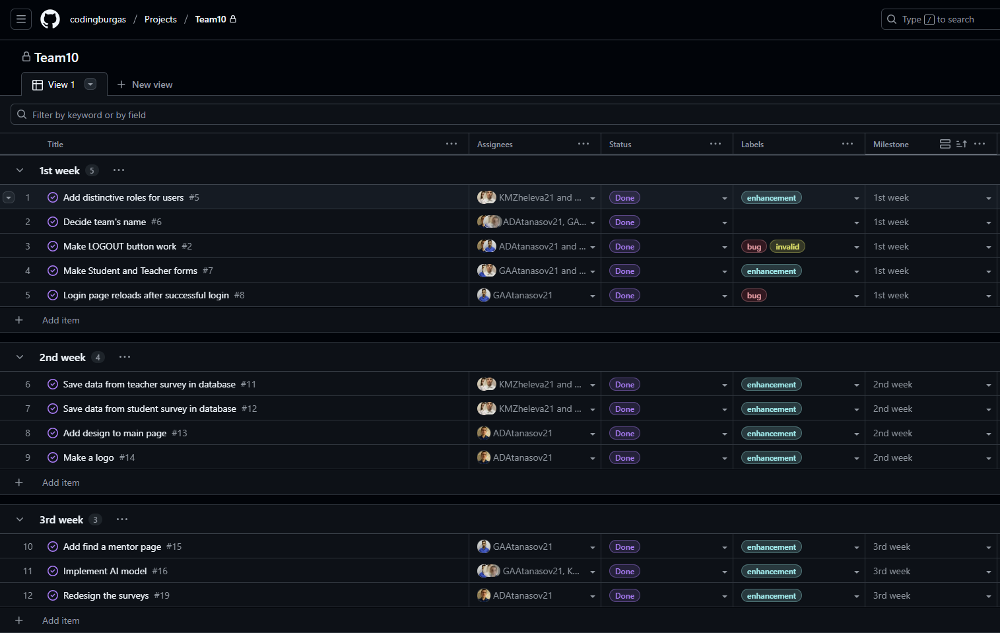 codingburgas / Projects / Team10
Type / to search
Team10
View 1
New view
Filter by keyword or by field
Title Assignees Status Labels Milestone
1st week 5
1 Add distinctive roles for users #5 KMZheleva21 and ... Done enhancement 1st week
2 Decide team's name #6 ADAtanasov21, GA... Done 1st week
3 Make LOGOUT button work #2 ADAtanasov21 and ... Done bug invalid 1st week
4 Make Student and Teacher forms #7 GAAtanasov21 and ... Done enhancement 1st week
5 Login page reloads after successful login #8 GAAtanasov21 Done bug 1st week
Add item
2nd week 4
6 Save data from teacher survey in database #11 KMZheleva21 and ... Done enhancement 2nd week
7 Save data from student survey in database #12 KMZheleva21 and ... Done enhancement 2nd week
8 Add design to main page #13 ADAtanasov21 Done enhancement 2nd week
9 Make a logo #14 ADAtanasov21 Done enhancement 2nd week
Add item
3rd week 3
10 Add find a mentor page #15 GAAtanasov21 Done enhancement 3rd week
11 Implement AI model #16 GAAtanasov21, K... Done enhancement 3rd week
12 Redesign the surveys #19 ADAtanasov21 Done enhancement 3rd week
Add item